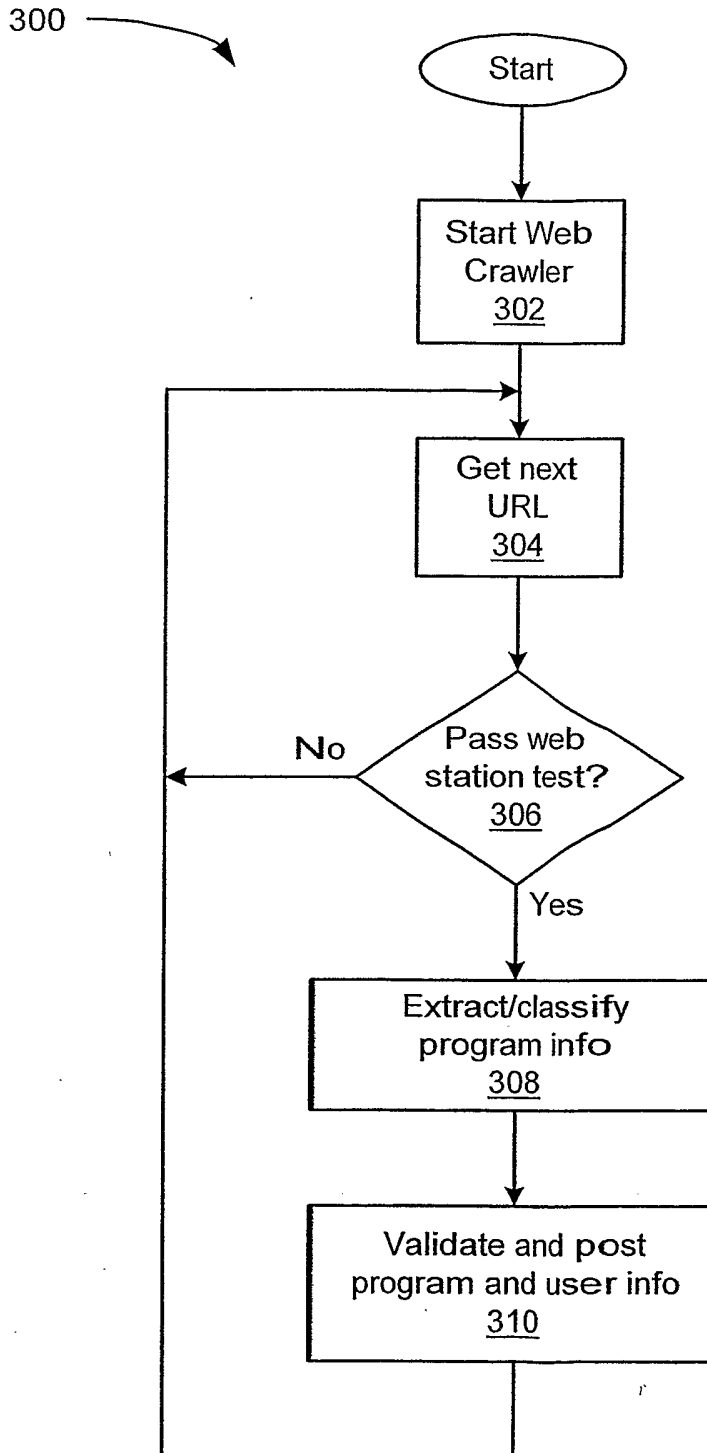 300
Start
Start Web
Crawler
302
Get next
URL
304
Pass web
station test?
306
No
Yes
Extract/classify
program info
308
Validate and post
program and user info
310